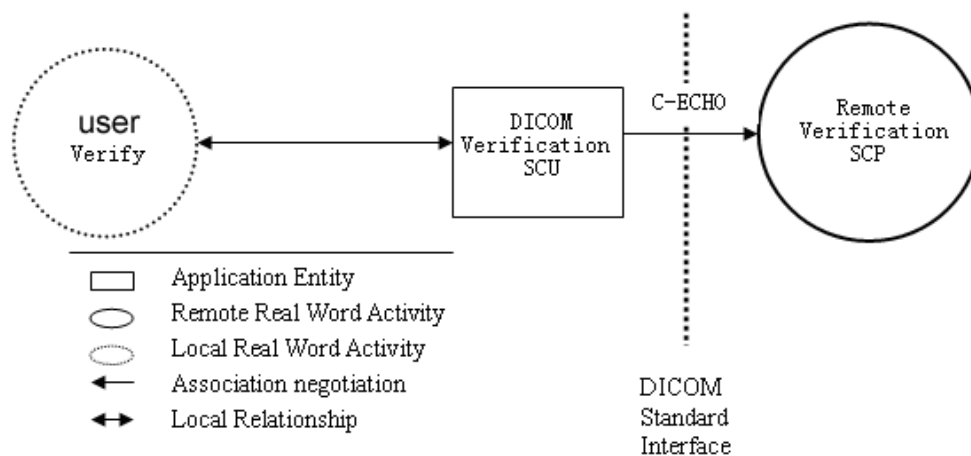 user
Verify
DICOM
Verification
SCU
C-ECHO
Remote
Verification
SCP
Application Entity
Remote Real Word Activity
Local Real Word Activity
Association negotiation
Local Relationship
DICOM
Standard
Interface